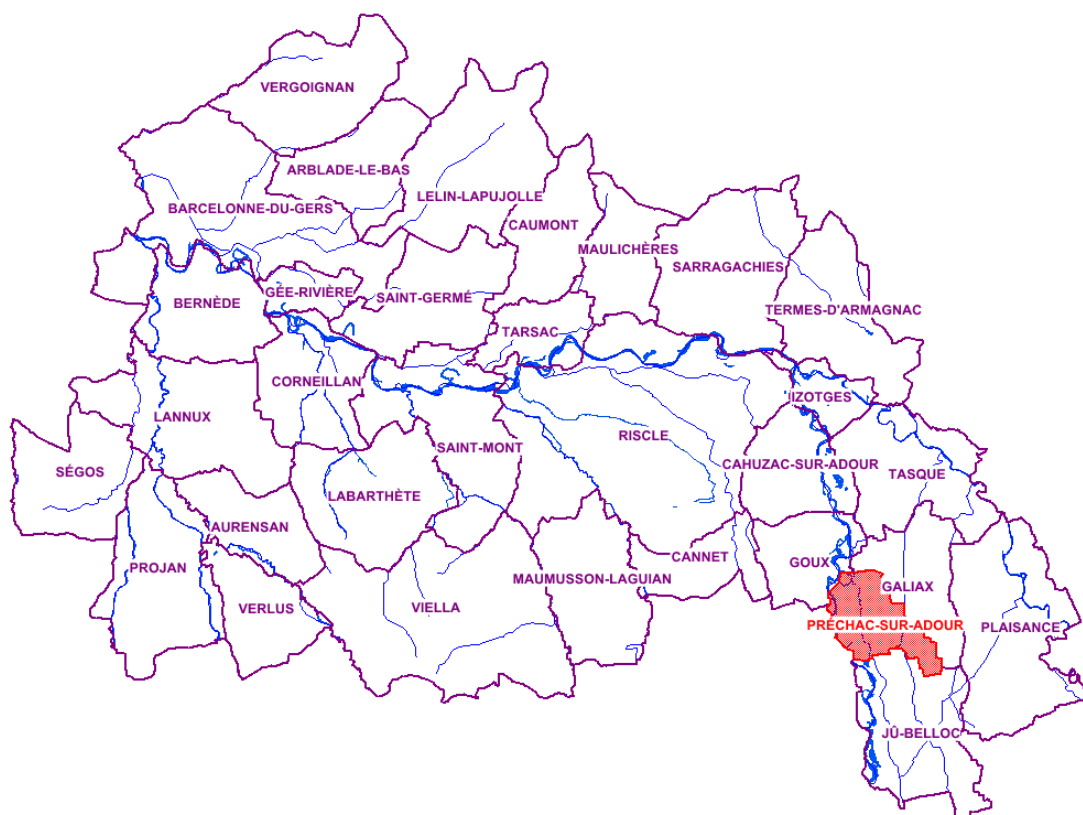 VERGOIGNAN
ARBLADE-LE-BAS
LELIN-LAPUJOLLE
BARCELONNE-DU-GERS
CAUMONT
MAULICHÈRES
SARRAGACHIES
GÉE-RIVIÈRE
SAINT-GERMÉ
BERNÈDE
TERMES-D'ARMAGNAC
TARSAC
CORNEILLAN
IZOTGES
LANNUX
RISCLE
SAINT-MONT
CAHUZAC-SUR-ADOUR
SÉGOS
TASQUE
LABARTHÈTE
AURENSAN
CANNET
GOUX
PROJAN
MAUMUSSON-LAGUIAN
GALIAX
VERLUS
VIELLA
PRÉCHAC-SUR-ADOUR
PLAISANCE
JÛ-BELLOC